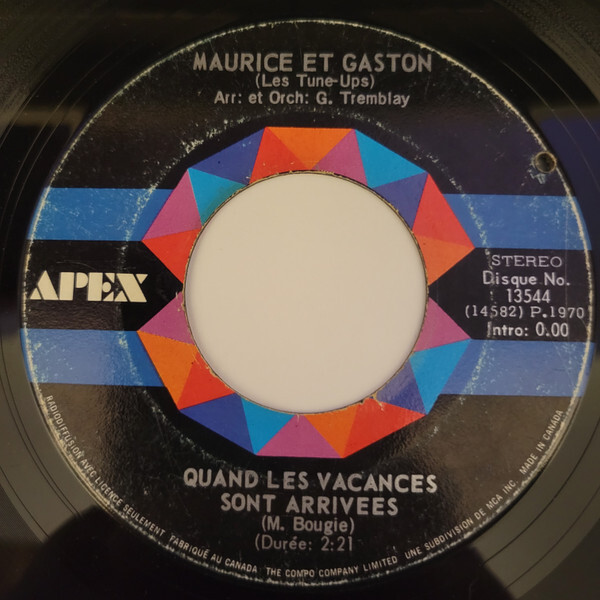 MAURICE ET GASTON
(Les Tune-Ups)
Arr: et Orch: G. Tremblay
APEX
STEREO
Disque No.
13544
(14582) P.1970
Intro: 0.00
QUAND LES VACANCES
SONT ARRIVEES
(M. Bougie)
(Durée: 2:21
RADIODIFFUSION AVEC LICENCE SEULEMENT FABRIQUÉ AU CANADA THE COMPO COMPANY LIMITED UNE SUBDIVISION DE MCA INC. MADE IN CANADA